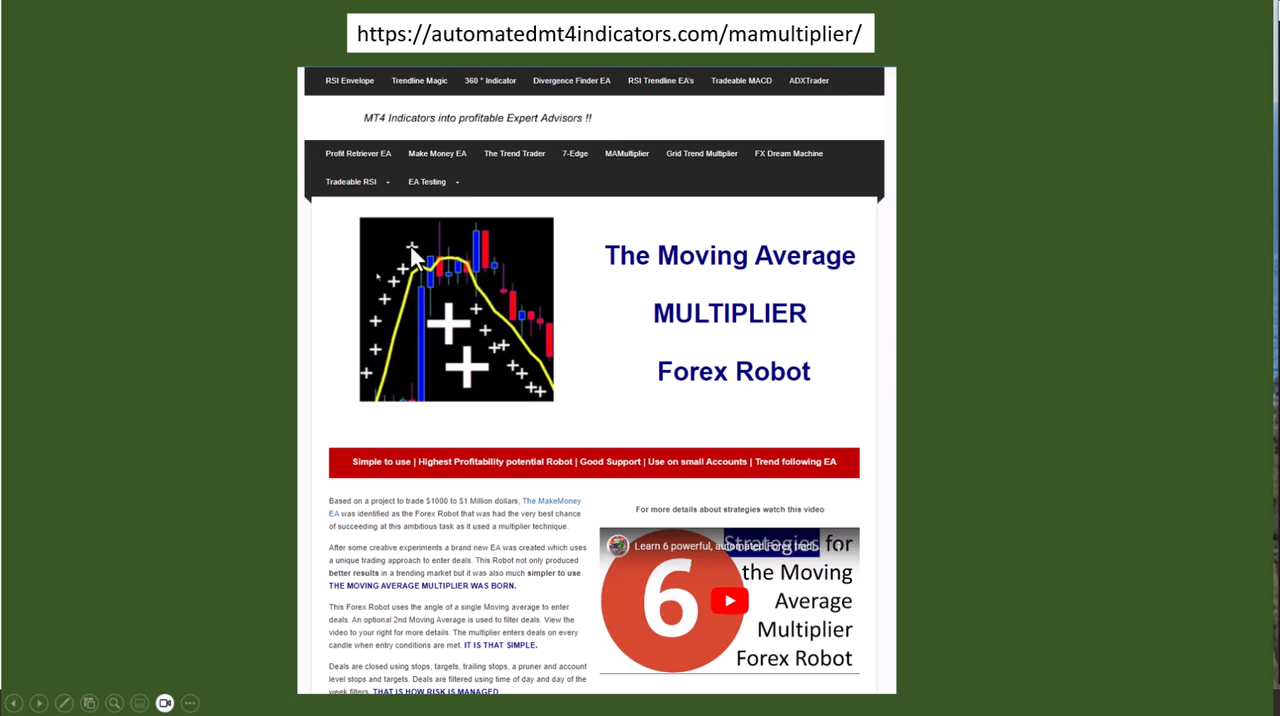 https://automatedmt4indicators.com/mamultiplier/
RSI Envelope Trendline Magic 360 " Indicator Divergence Finder EA RSI Trendline EA's Tradeable MACD ADXTrader
MT4 Indicators into profitable Expert Advisors !!
Profit Retriever EA Make Money EA The Trend Trader 7-Edge MAMultiplier Grid Trend Multiplier FX Dream Machine
Tradeable RSI EA Testing
The Moving Average
MULTIPLIER
Forex Robot
Simple to use | Highest Profitability potential Robot | Good Support | Use on small Accounts | Trend following EA
Based on a project to trade $1000 to $1 Million dollars, The MakeMoney
EA was identified as the Forex Robot that was had the very best chance
of succeeding at this ambitious task as it used a multiplier technique.
After some creative experiments a brand new EA was created which uses
a unique trading approach to enter deals. This Robot not only produced
better results in a trending market but it was also much simpler to use.
THE MOVING AVERAGE MULTIPLIER WAS BORN.
This Forex Robot uses the angle of a single Moving average to enter
deals. An optional 2nd Moving Average is used to filter deals. View the
video to your right for more details. The multiplier enters deals on every
candle when entry conditions are met. IT IS THAT SIMPLE.
Deals are closed using stops, targets, trailing stops, a pruner and account
level stops and targets. Deals are filtered using time of day and day of the
week filters. THAT IS HOW RISK IS MANAGED
For more details about strategies watch this video
Learn 6 powerful, automated Forex tradi...
6
Strategies for
the Moving
Average
Multiplier
Forex Robot